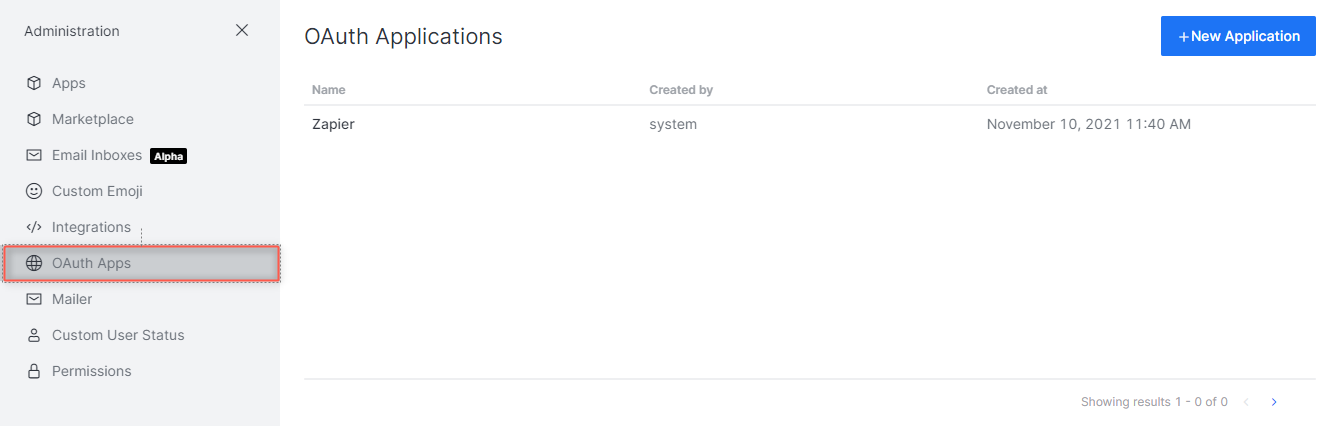 Administration
Apps
Marketplace
Email Inboxes Alpha
Custom Emoji
Integrations
OAuth Apps
Mailer
Custom User Status
Permissions
OAuth Applications
+New Application
Name Created by Created at
Zapier system November 10, 2021 11:40 AM
Showing results 1 - 0 of 0